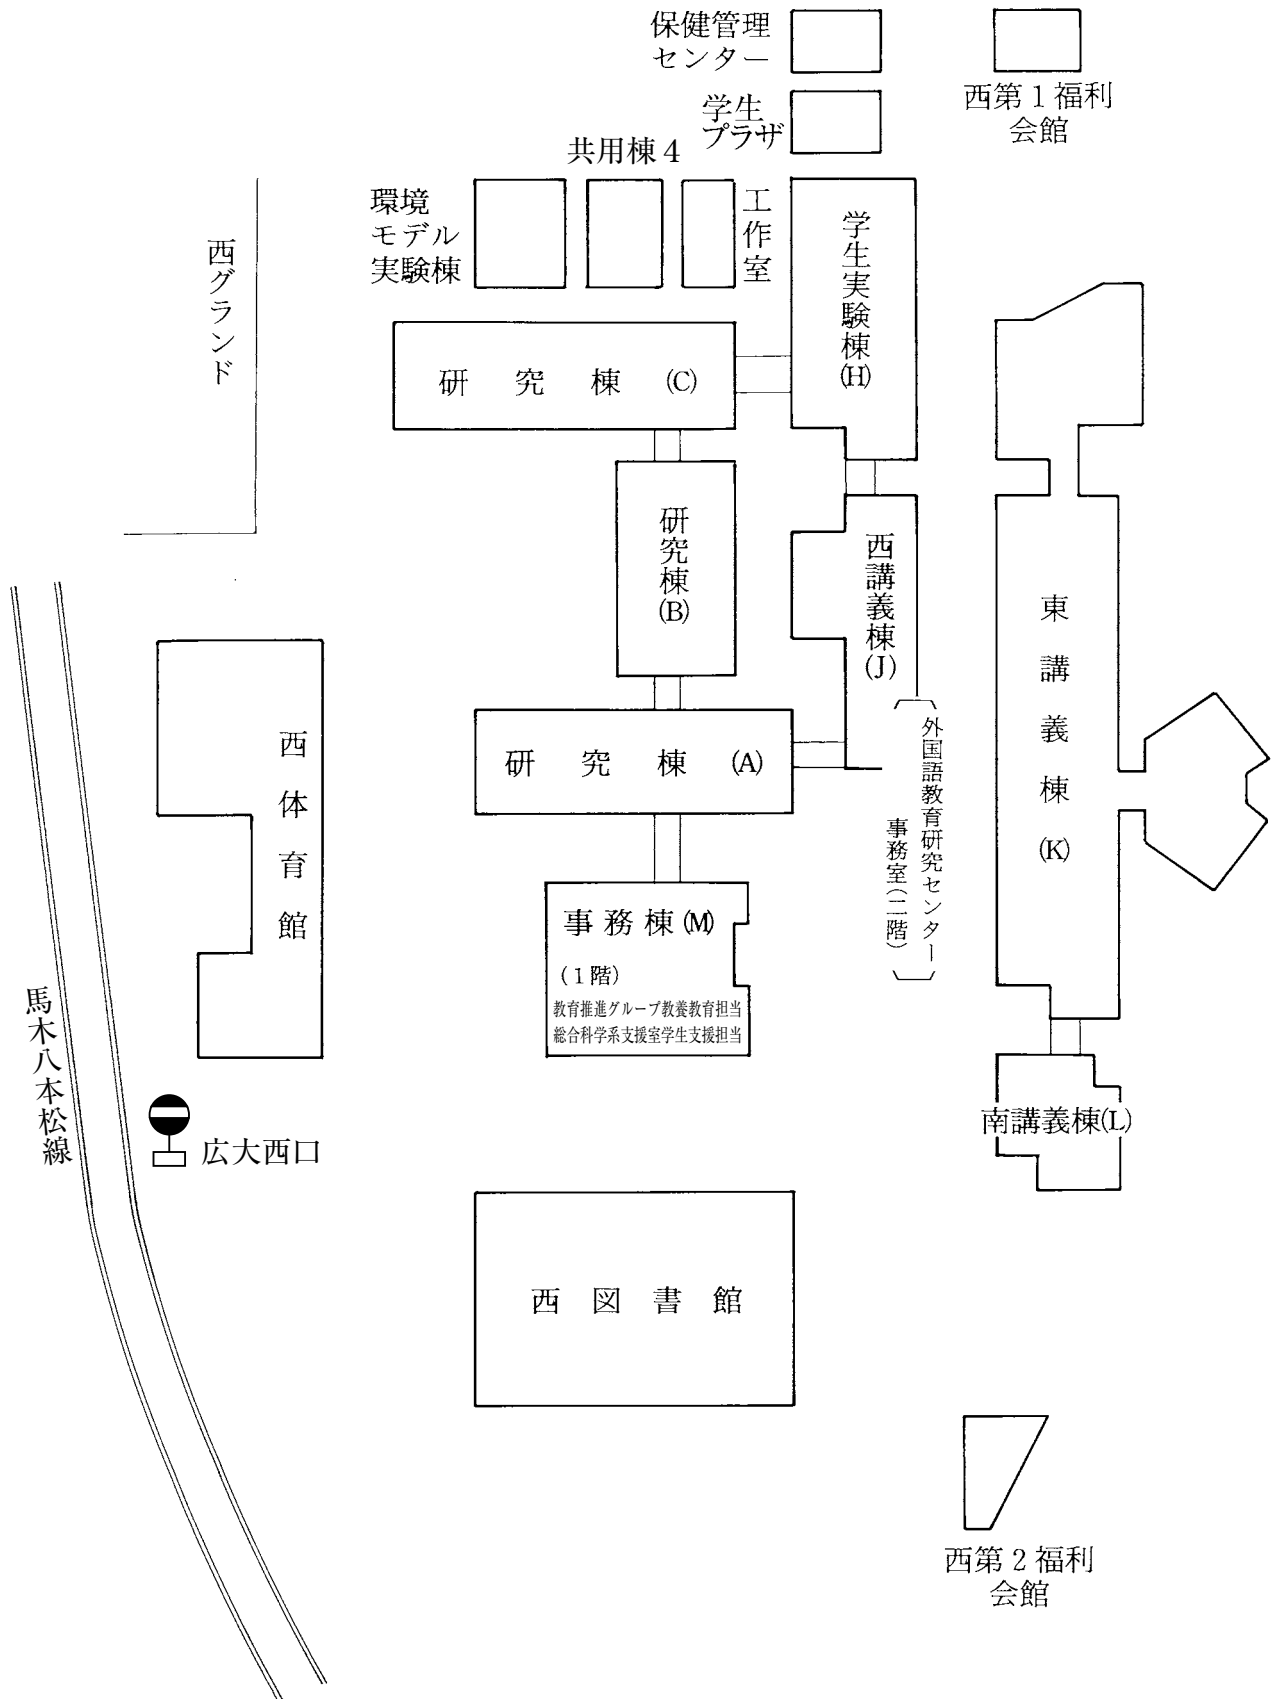 保健管理
センター
西第1福利
会館
学生
プラザ
共用棟4
環境
モデル
実験棟
工作室
学生実験棟(H)
西グランド
研究棟(C)
研究棟(B)
西講義棟(J)
東講義棟(K)
研究棟(A)
外国語教育研究センター
事務室(二階)
西体育館
事務棟(M)
(1階)
教育推進グループ教養教育担当
総合科学系支援室学生支援担当
馬木八本松線
広大西口
南講義棟(L)
西図書館
西第2福利
会館